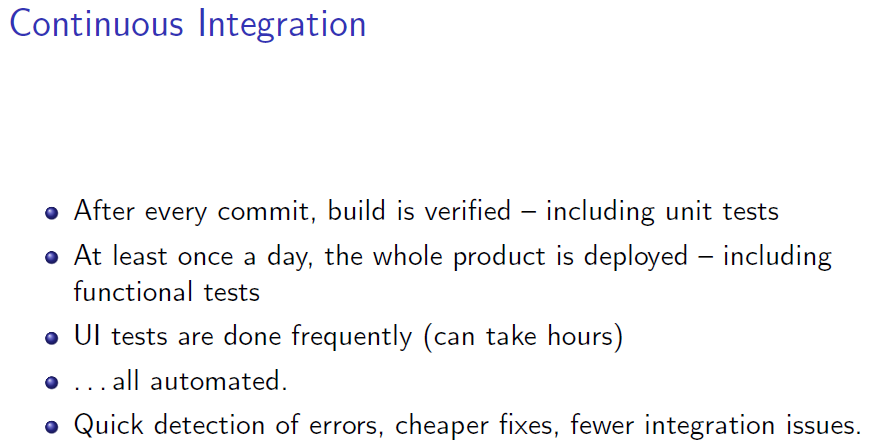 Continuous Integration
After every commit, build is verified – including unit tests
At least once a day, the whole product is deployed – including
functional tests
UI tests are done frequently (can take hours)
...all automated.
Quick detection of errors, cheaper fixes, fewer integration issues.